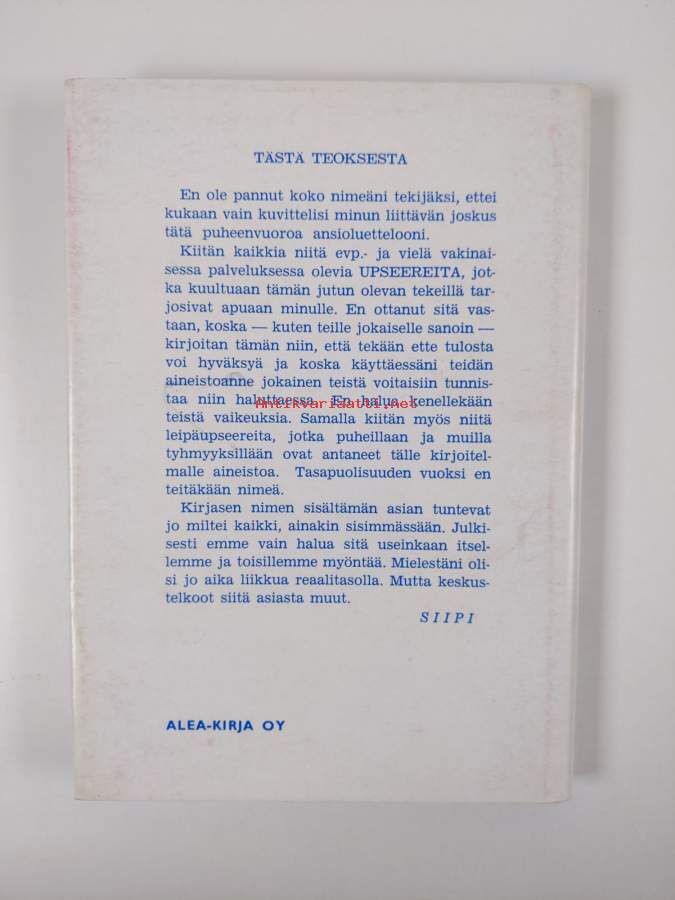 TÄSTÄ TEOKSESTA
En ole pannut koko nimeäni tekijäksi, ettei
kukaan vain kuvittelisi minun liittävän joskus
tätä puheenvuoroa ansioluettelooni.
Kiitän kaikkia niitä evp.- ja vielä vakinai-
sessa palveluksessa olevia UPSEEREITA, jot-
ka kuultuaan tämän jutun olevan tekeillä tar-
josivat apuaan minulle. En ottanut sitä vas-
taan, koska — kuten teille jokaiselle sanoin —
kirjoitan tämän niin, että tekään ette tulosta
voi hyväksyä ja koska käyttäessäni teidän
aineistoanne jokainen teistä voitaisiin tunnis-
taa niin haluttaessa. En halua kenellekään
Antikvariaatti.net
teistä vaikeuksia. Samalla kiitän myös niitä
leipäupseereita, jotka puheillaan ja muilla
tyhmyyksillään ovat antaneet tälle kirjoitel-
malle aineistoa. Tasapuolisuuden vuoksi en
teitäkään nimeä.
Kirjasen nimen sisältämän asian tuntevat
jo miltei kaikki, ainakin sisimmässään. Julki-
sesti emme vain halua sitä useinkaan itsel-
lemme ja toisillemme myöntää. Mielestäni oli-
si jo aika liikkua reaalitasolla. Mutta keskus-
telkoot siitä asiasta muut.
SIIPI
ALEA-KIRJA OY